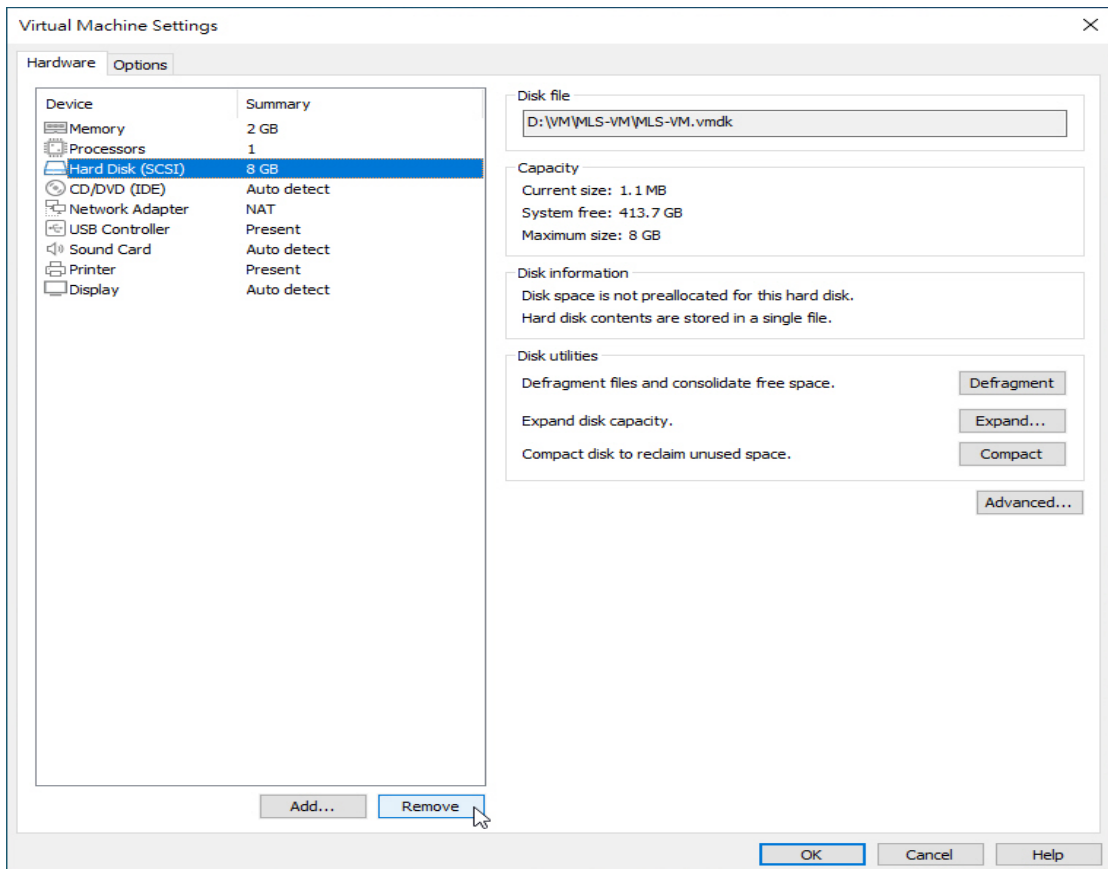 Virtual Machine Settings
Hardware Options
Device Summary
Memory 2 GB
Processors 1
Hard Disk (SCSI) 8 GB
CD/DVD (IDE) Auto detect
Network Adapter NAT
USB Controller Present
Sound Card Auto detect
Printer Present
Display Auto detect
Add... Remove
Disk file
D:\VM\MLS-VM\MLS-VM.vmdk
Capacity
Current size: 1.1 MB
System free: 413.7 GB
Maximum size: 8 GB
Disk information
Disk space is not preallocated for this hard disk.
Hard disk contents are stored in a single file.
Disk utilities
Defragment files and consolidate free space. Defragment
Expand disk capacity. Expand...
Compact disk to reclaim unused space. Compact
Advanced...
OK Cancel Help